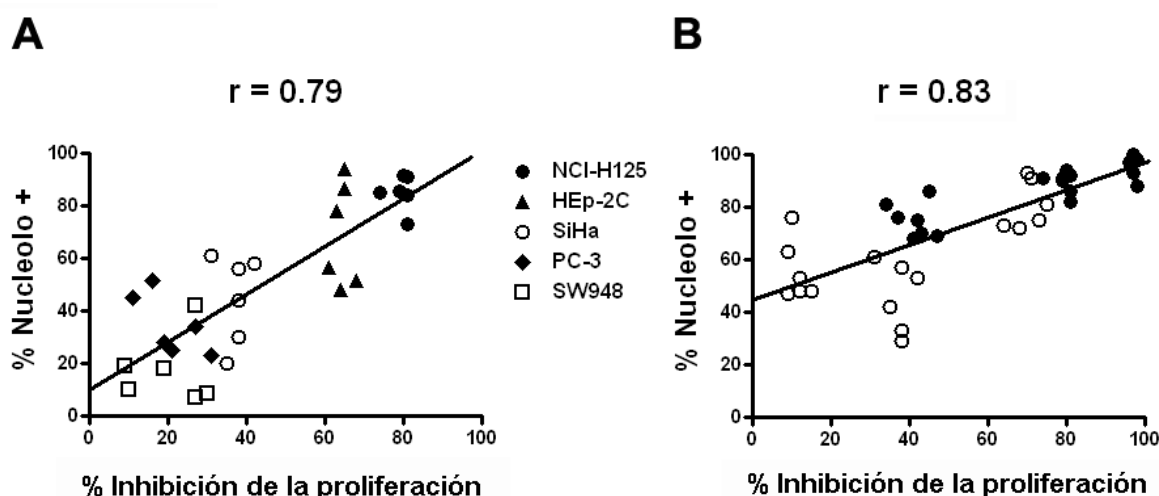 A
r = 0.79
% Nucleolo +
100
80
60
40
20
0
0 20 40 60 80 100
% Inhibición de la proliferación
NCI-H125
HEp-2C
SiHa
PC-3
SW948
B
r = 0.83
% Nucleolo +
100
80
60
40
20
0
0 20 40 60 80 100
% Inhibición de la proliferación